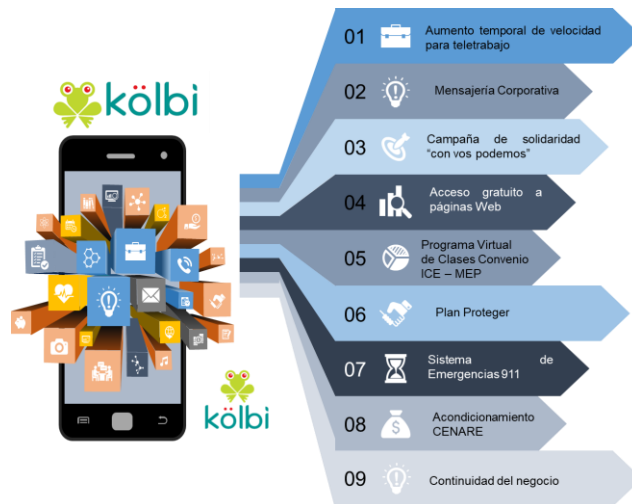 kölbi
kölbi
01
Aumento temporal de velocidad
para teletrabajo
02
Mensajería Corporativa
03
Campaña de solidaridad
“con vos podemos”
04
Acceso gratuito a
páginas Web
05
Programa Virtual
de Clases Convenio
ICE – MEP
06
Plan Proteger
07
Sistema de
Emergencias 911
08
Acondicionamiento
CENARE
09
Continuidad del negocio